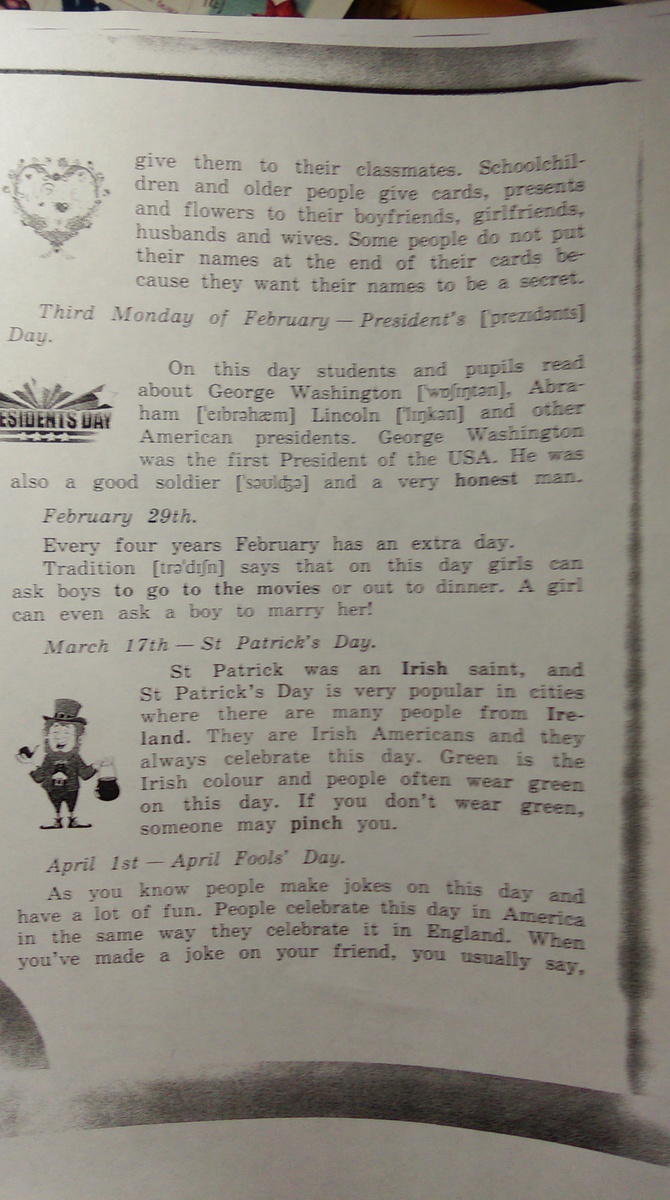 give them to their classmates. Schoolchil-
dren and older people give cards, presents
and flowers to their boyfriends, girlfriends,
husbands and wives. Some people do not put
their names at the end of their cards be-
cause they want their names to be a secret.
Third Monday of February — President's [ˈprezɪdənts]
Day.
On this day students and pupils read
ESIDENTS DAY
about George Washington [ˈwɒʃɪŋtən], Abra-
ham [ˈeɪbrəhæm] Lincoln [ˈlɪŋkən] and other
American presidents. George Washington
was the first President of the USA. He was
also a good soldier [ˈsəʊldʒə] and a very honest man.
February 29th.
Every four years February has an extra day.
Tradition [trəˈdɪʃn] says that on this day girls can
ask boys to go to the movies or out to dinner. A girl
can even ask a boy to marry her!
March 17th — St Patrick's Day.
St Patrick was an Irish saint, and
St Patrick's Day is very popular in cities
where there are many people from Ire-
land. They are Irish Americans and they
always celebrate this day. Green is the
Irish colour and people often wear green
on this day. If you don't wear green,
someone may pinch you.
April 1st — April Fools' Day.
As you know people make jokes on this day and
have a lot of fun. People celebrate this day in America
in the same way they celebrate it in England. When
you've made a joke on your friend, you usually say,